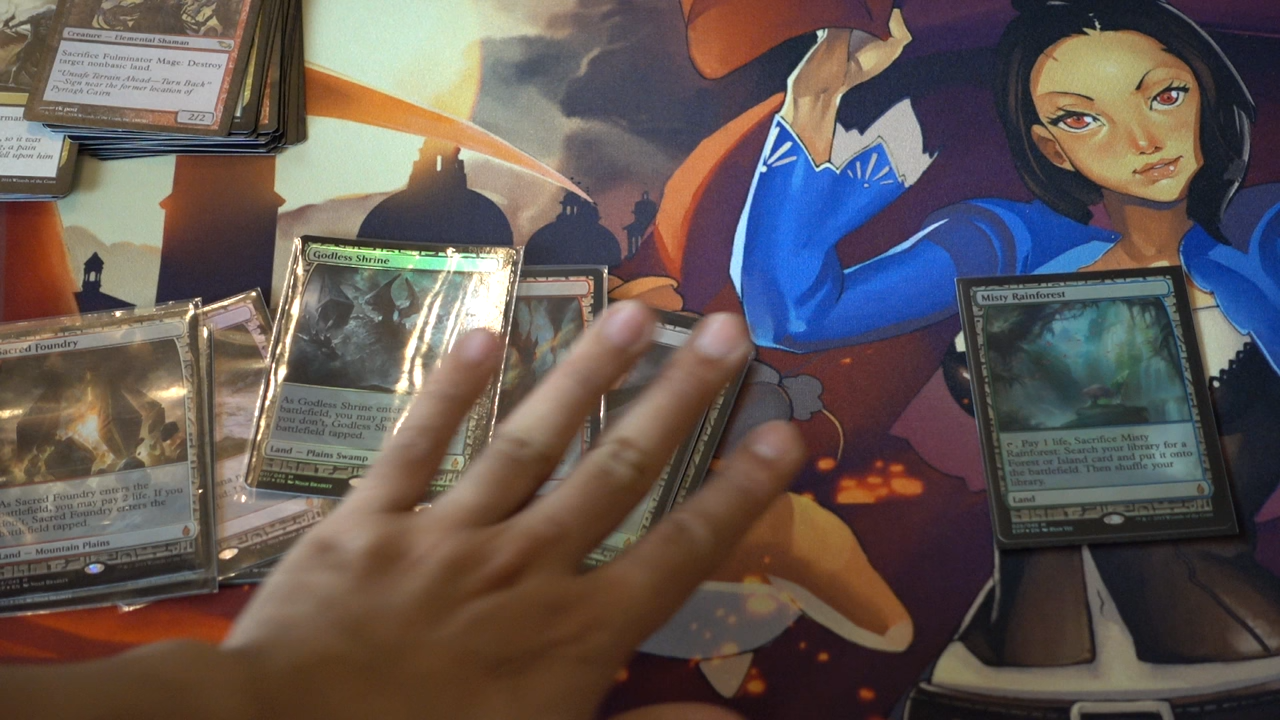 Creature — Elemental Shaman
Sacrifice Fulminator Mage: Destroy
target nonbasic land.
"Unsafe Terrain Ahead—Turn Back"
—Sign near the former location of
Pyrragh Cairn
2/2
so it was
a pain
fell upon him
Sacred Foundry
As Sacred Foundry enters the
battlefield, you may pay 2 life. If you
don't, Sacred Foundry enters the
battlefield tapped.
Land — Mountain Plains
Godless Shrine
As Godless Shrine enter
battlefield, you may pay
you don't, Godless Sh
battlefield tapped.
Land — Plains Swamp
Misty Rainforest
, Pay 1 life, Sacrifice Misty
Rainforest: Search your library for a
Forest or Island card and put it onto
the battlefield. Then shuffle your
library.
Land